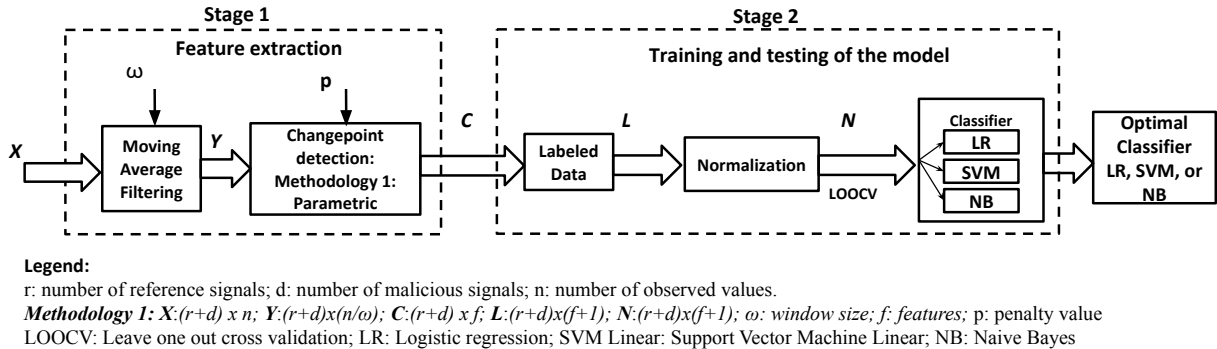 Stage 1
Stage 2
Feature extraction
Training and testing of the model
ω
p
X
Moving
Average
Filtering
Y
Changepoint
detection:
Methodology 1:
Parametric
C
Labeled
Data
L
Normalization
N
LOOCV
Classifier
LR
SVM
NB
Optimal
Classifier
LR, SVM, or
NB
Legend:
r: number of reference signals; d: number of malicious signals; n: number of observed values.
Methodology 1: X:(r+d) x n; Y:(r+d)x(n/ω); C:(r+d) x f; L:(r+d)x(f+1); N:(r+d)x(f+1); ω: window size; f: features; p: penalty value
LOOCV: Leave one out cross validation; LR: Logistic regression; SVM Linear: Support Vector Machine Linear; NB: Naive Bayes